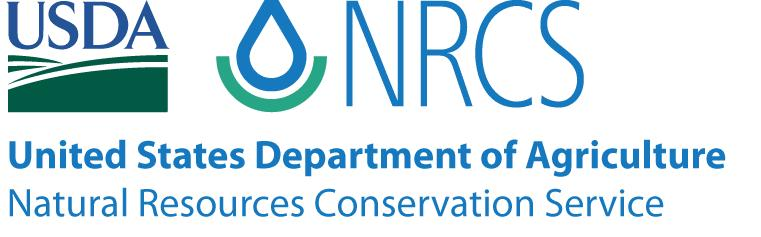 USDA NRCS
United States Department of Agriculture
Natural Resources Conservation Service